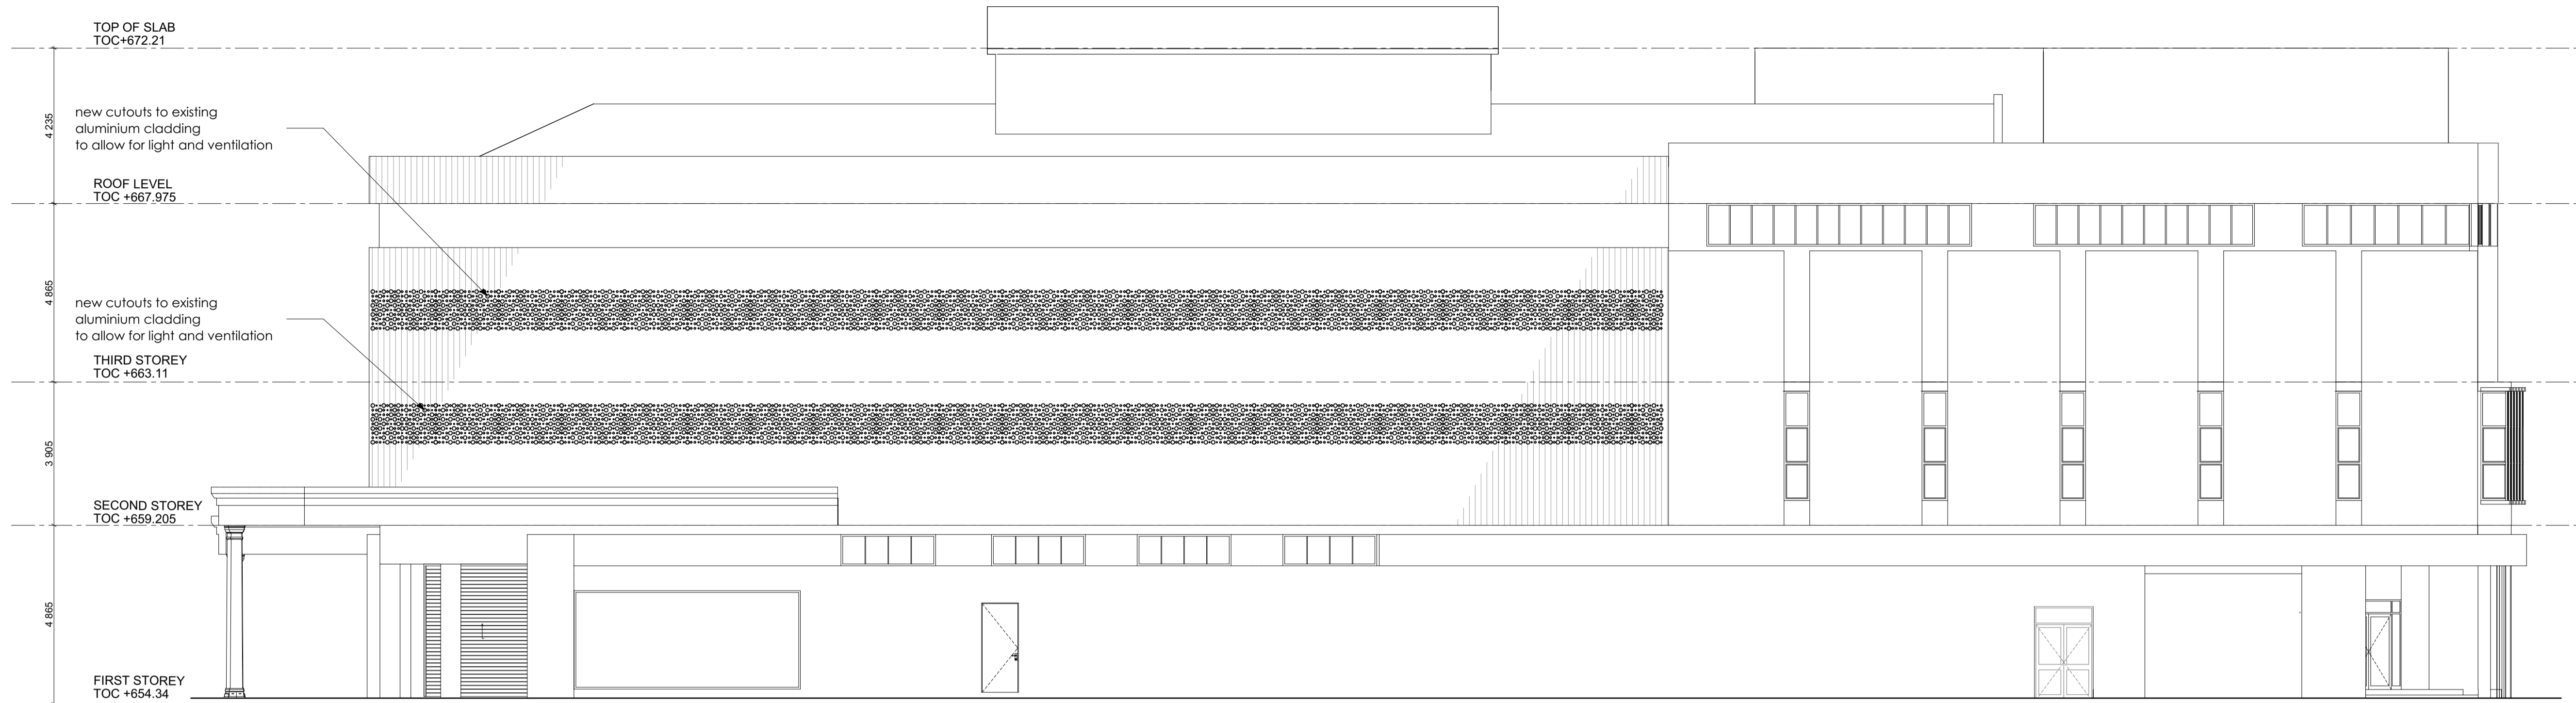 TOP OF SLAB
TOC+672.21
4 235
new cutouts to existing
aluminium cladding
to allow for light and ventilation
ROOF LEVEL
TOC +667.975
4 865
new cutouts to existing
aluminium cladding
to allow for light and ventilation
THIRD STOREY
TOC +663.11
3 905
SECOND STOREY
TOC +659.205
4 865
FIRST STOREY
TOC +654.34